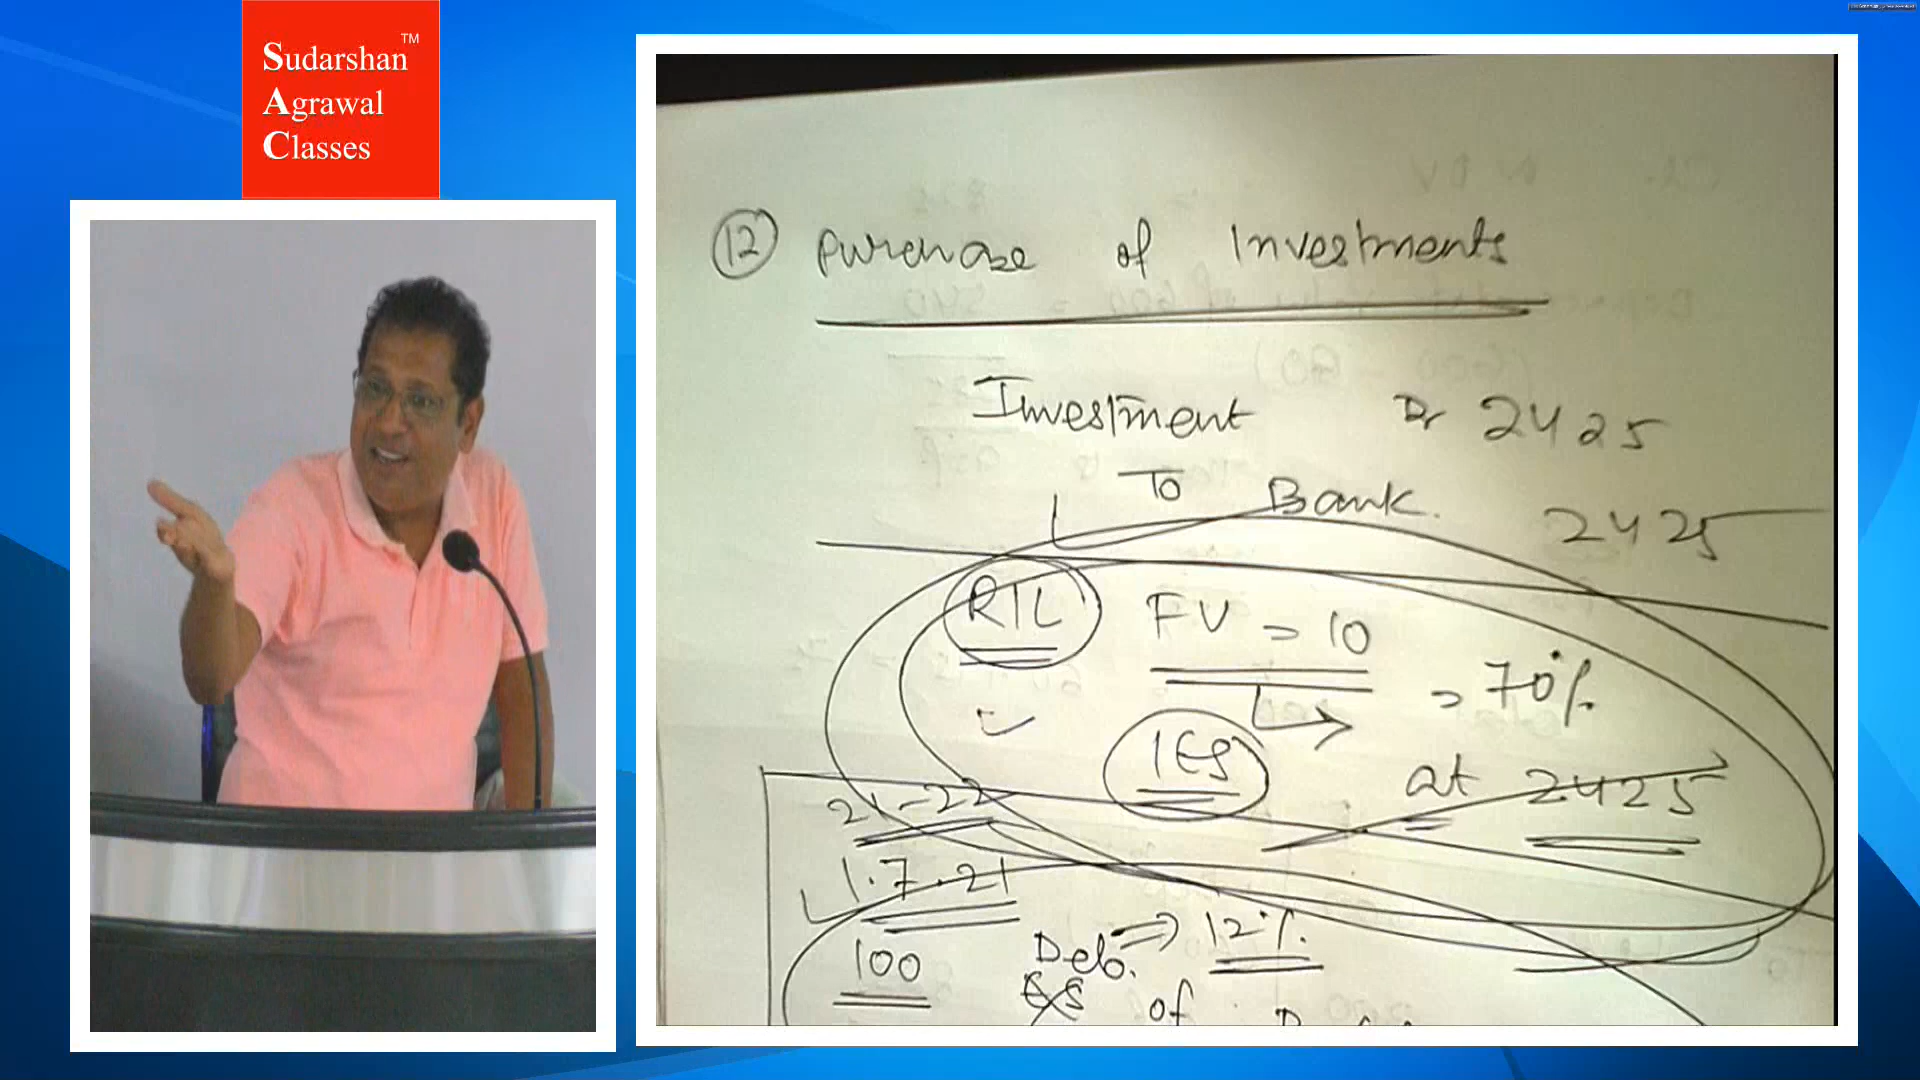 Sudarshan™
Agrawal
Classes
12 Purchase of Investments
Investment Dr 2425
To Bank. 2425
RIL FV = 10
= 70%
1ES at 2425
21-22
1.7.21
100 Deb. ⇒ 12%.
of